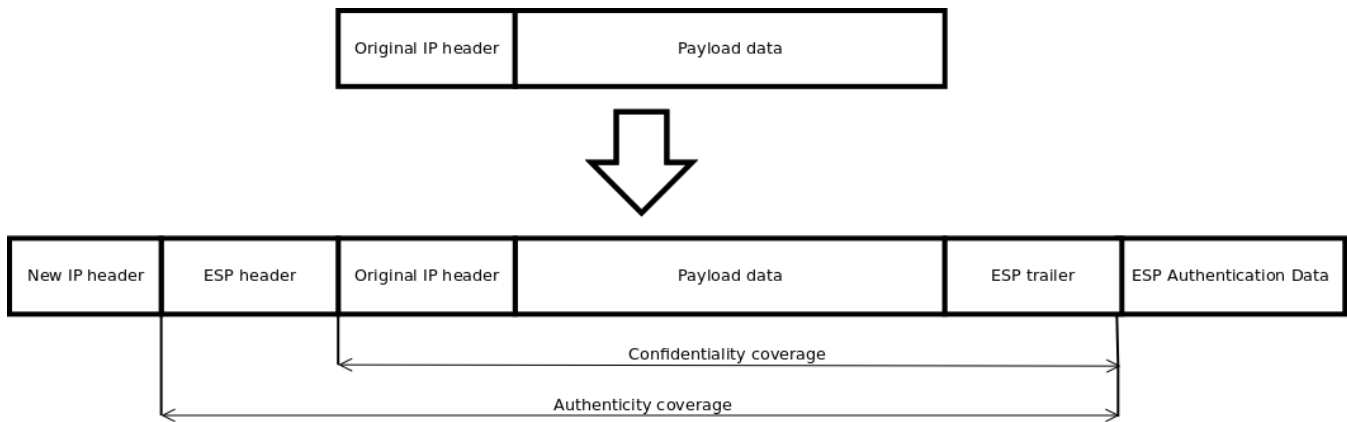 Original IP header
Payload data
New IP header
ESP header
Original IP header
Payload data
ESP trailer
ESP Authentication Data
Confidentiality coverage
Authenticity coverage